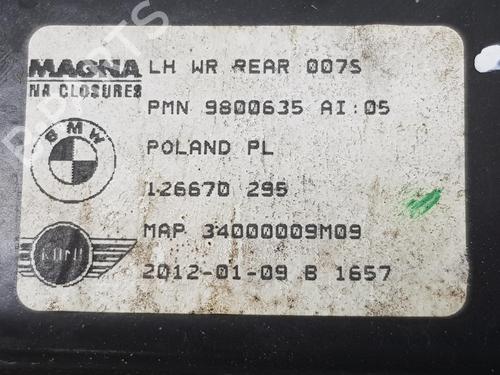 MAGNA LH WR REAR 007S
NA CLOSURES
PMN 9800635 AI:05
BMW
POLAND PL
126670 295
MAP 34000009M09
2012-01-09 B 1657